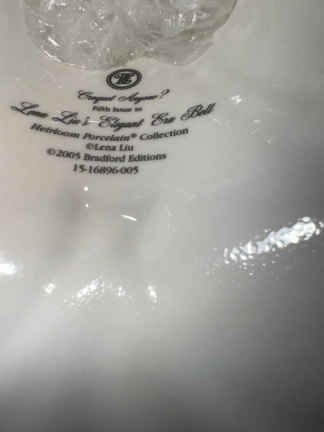 Croquet Anyone?
Fifth Issue in
Lena Liu's Elegant Era Bell
Heirloom Porcelain® Collection
©Lena Liu
©2005 Bradford Editions
15-16896-005